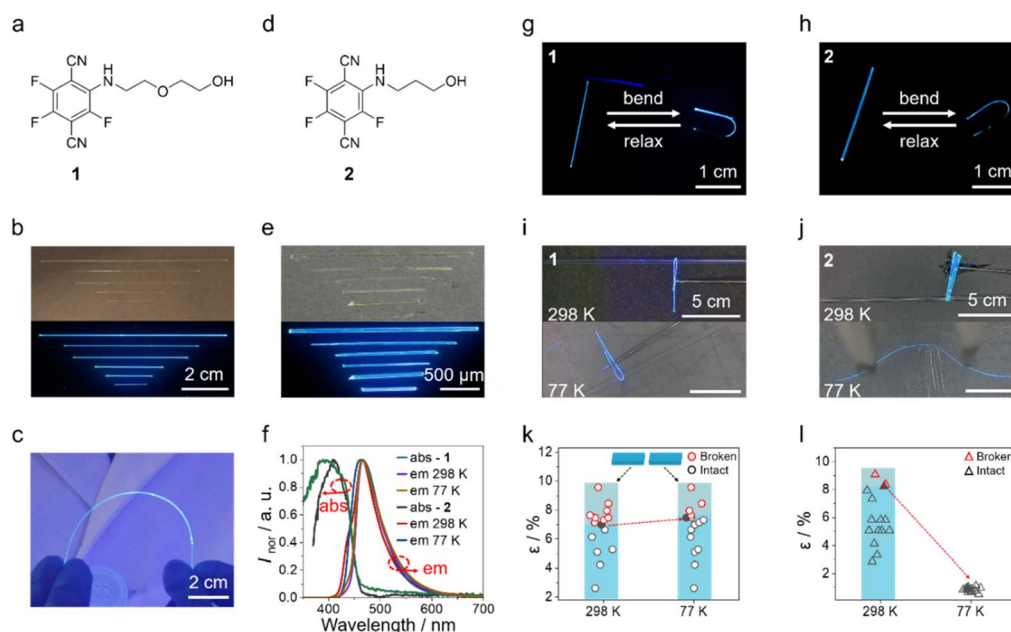 a
CN
F
H
N
O
OH
F
F
CN
1
d
CN
F
H
N
OH
F
F
CN
2
g
1
bend
relax
1 cm
h
2
bend
relax
1 cm
b
2 cm
e
500 μm
i
1
298 K
5 cm
77 K
j
2
298 K
5 cm
77 K
c
2 cm
f
I nor / a. u.
1.0
0.8
0.6
0.4
0.2
0.0
abs - 1
em 298 K
em 77 K
abs - 2
em 298 K
em 77 K
abs
em
400 500 600 700
Wavelength / nm
k
ε / %
12
10
8
6
4
2
Broken
Intact
298 K 77 K
l
ε / %
10
8
6
4
2
Broken
Intact
298 K 77 K